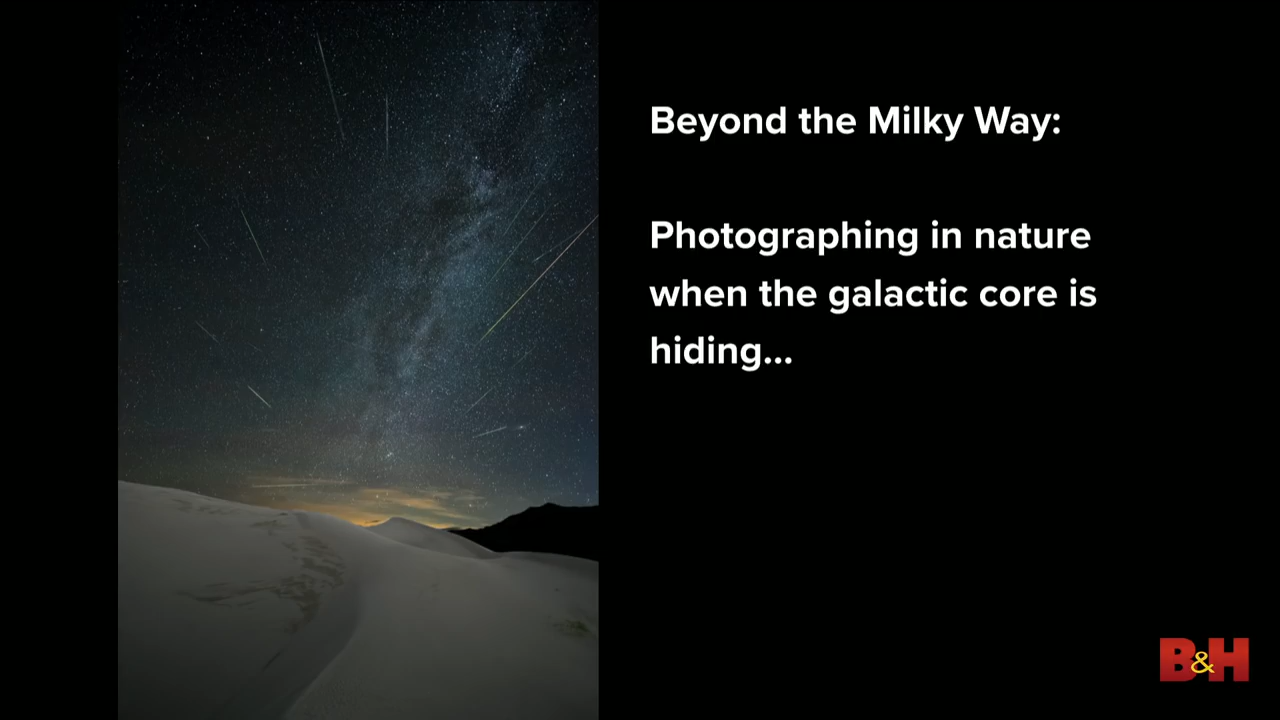 Beyond the Milky Way:
Photographing in nature
when the galactic core is
hiding...
B&H